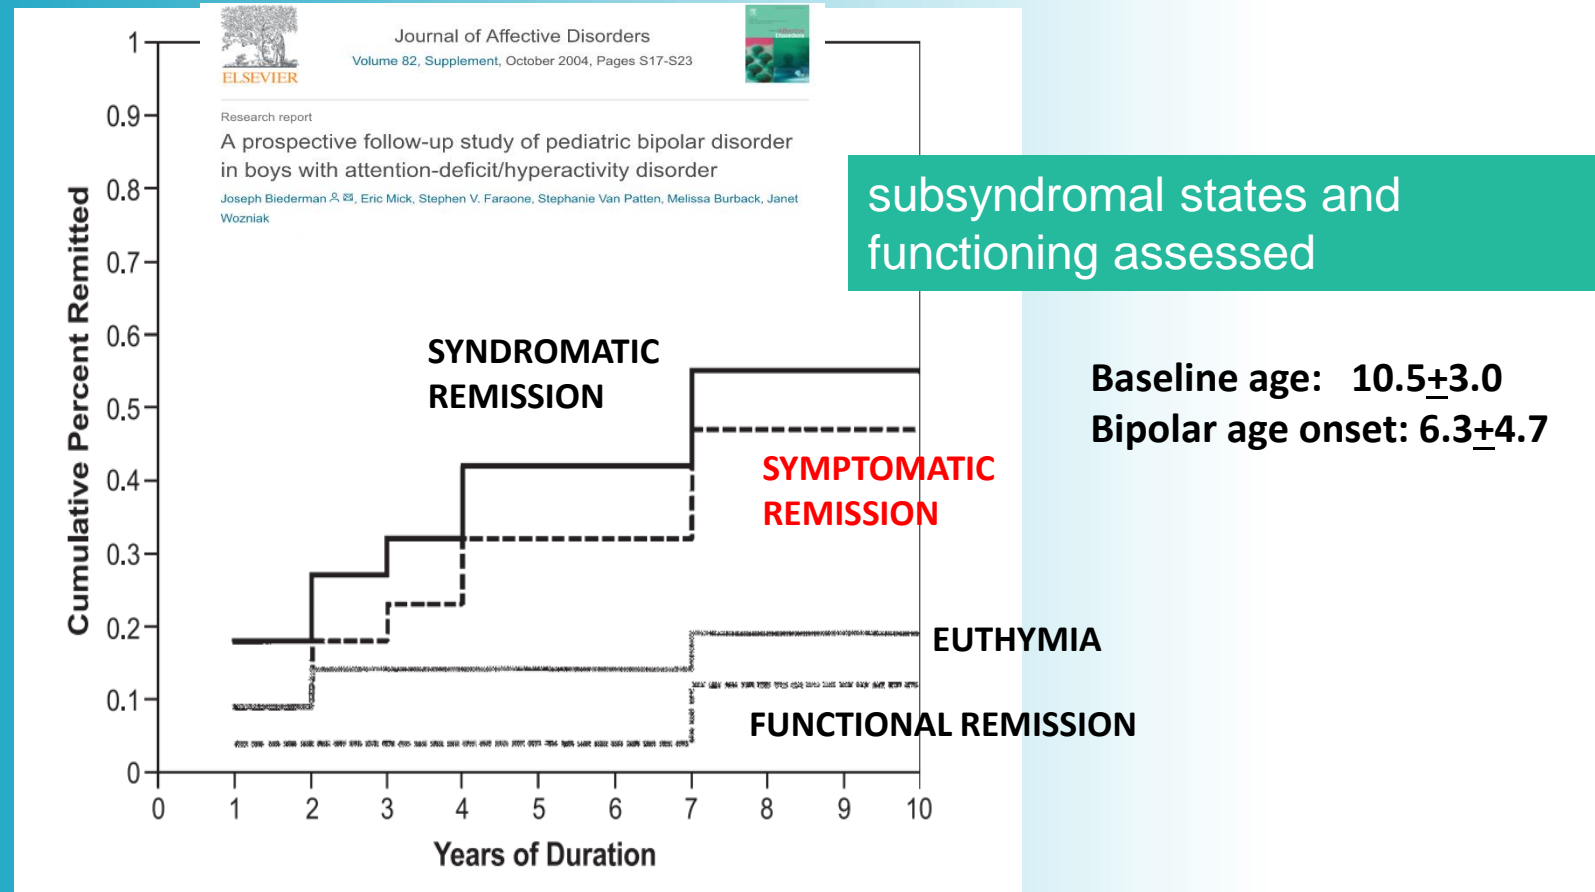 ELSEVIER
Journal of Affective Disorders
Volume 82, Supplement, October 2004, Pages S17-S23
Research report
A prospective follow-up study of pediatric bipolar disorder
in boys with attention-deficit/hyperactivity disorder
Joseph Biederman, Eric Mick, Stephen V. Faraone, Stephanie Van Patten, Melissa Burback, Janet
Wozniak
subsyndromal states and
functioning assessed
Baseline age: 10.5±3.0
Bipolar age onset: 6.3±4.7
Cumulative Percent Remitted
1
0.9
0.8
0.7
0.6
0.5
0.4
0.3
0.2
0.1
0
SYNDROMATIC
REMISSION
SYMPTOMATIC
REMISSION
EUTHYMIA
FUNCTIONAL REMISSION
0 1 2 3 4 5 6 7 8 9 10
Years of Duration